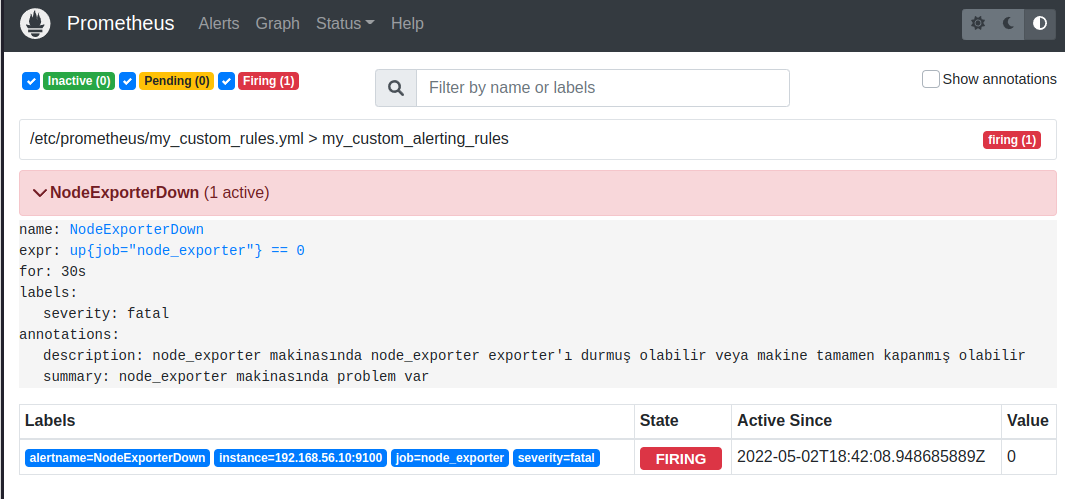 Prometheus Alerts Graph Status Help
Inactive (0) Pending (0) Firing (1) Filter by name or labels Show annotations
/etc/prometheus/my_custom_rules.yml > my_custom_alerting_rules firing (1)
NodeExporterDown (1 active)
name: NodeExporterDown
expr: up{job="node_exporter"} == 0
for: 30s
labels:
severity: fatal
annotations:
description: node_exporter makinasında node_exporter exporter'ı durmuş olabilir veya makine tamamen kapanmış olabilir
summary: node_exporter makinasında problem var
Labels State Active Since Value
alertname=NodeExporterDown instance=192.168.56.10:9100 job=node_exporter severity=fatal FIRING 2022-05-02T18:42:08.948685889Z 0